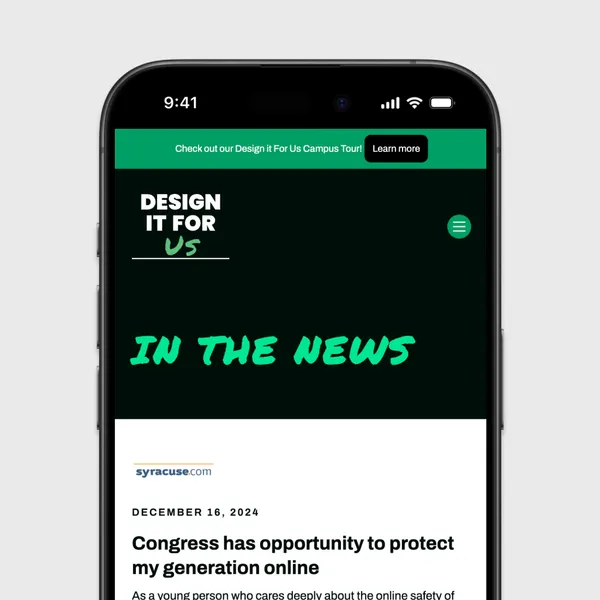 9:41
Check out our Design it For Us Campus Tour! Learn more
DESIGN
IT FOR
Us
IN THE NEWS
syracuse.com
DECEMBER 16, 2024
Congress has opportunity to protect
my generation online
As a young person who cares deeply about the online safety of